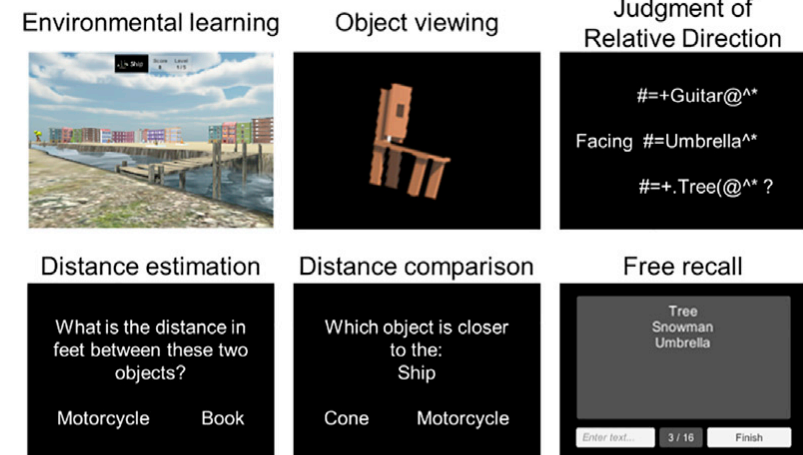 Environmental learning
Object viewing
Judgment of
Relative Direction
Ship
Score
Level
#=+Guitar@^*
Facing #=Umbrella^*
#=+.Tree(@^* ?
Distance estimation
Distance comparison
Free recall
What is the distance in
feet between these two
objects?
Motorcycle Book
Which object is closer
to the:
Ship
Cone Motorcycle
Tree
Snowman
Umbrella
Enter text...
3 / 16
Finish